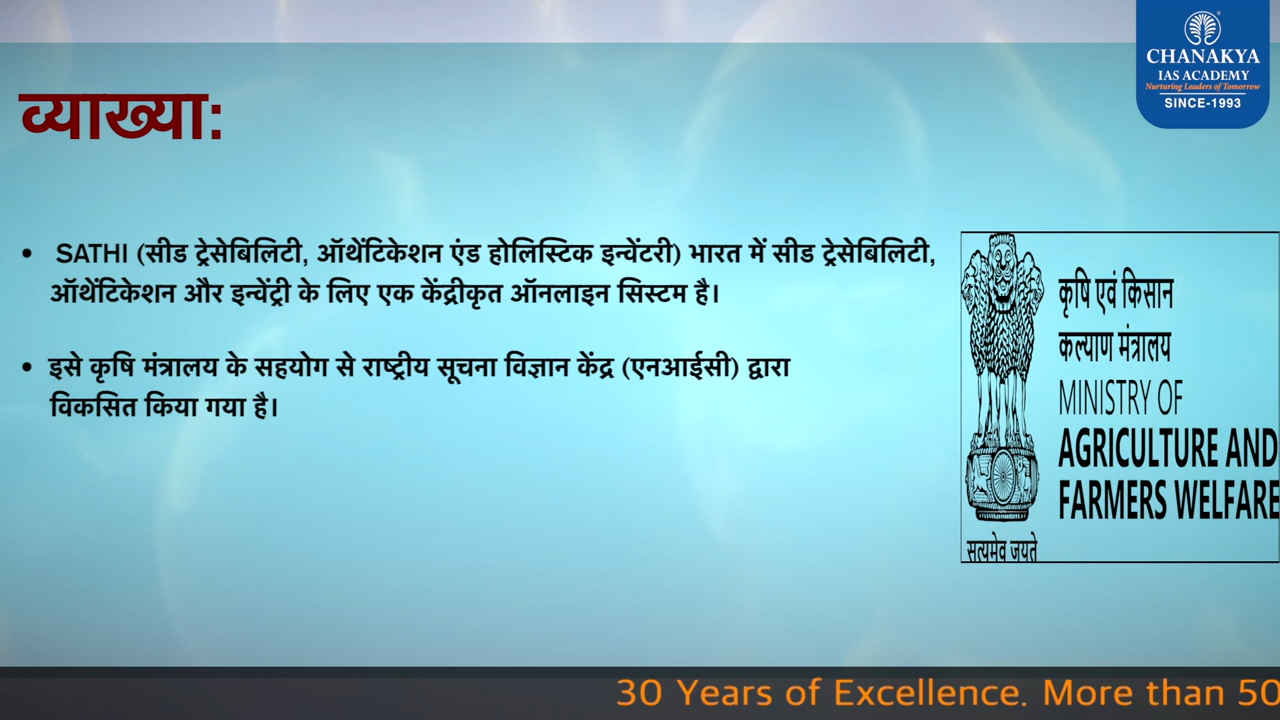 CHANAKYA
IAS ACADEMY
Nurturing Leaders of Tomorrow
SINCE-1993
व्याख्या:
• SATHI (सीड ट्रेसेबिलिटी, ऑथेंटिकेशन एंड होलिस्टिक इन्वेंटरी) भारत में सीड ट्रेसेबिलिटी,
ऑथेंटिकेशन और इन्वेंट्री के लिए एक केंद्रीकृत ऑनलाइन सिस्टम है।
• इसे कृषि मंत्रालय के सहयोग से राष्ट्रीय सूचना विज्ञान केंद्र (एनआईसी) द्वारा
विकसित किया गया है।
कृषि एवं किसान
कल्याण मंत्रालय
MINISTRY OF
AGRICULTURE AND
FARMERS WELFARE
सत्यमेव जयते
30 Years of Excellence. More than 50